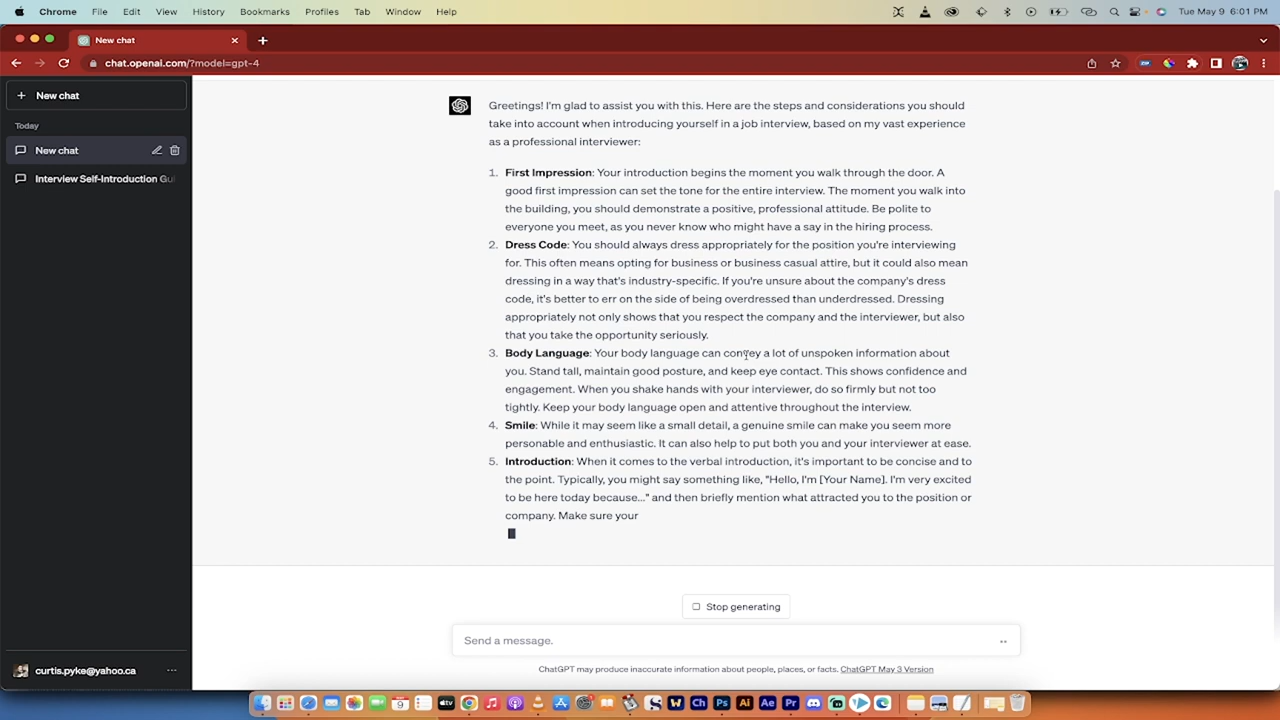 Chrome File Edit View History Bookmarks Profiles Tab Window Help
Tue May 9 6:01 PM
New chat
chat.openai.com/?model=gpt-4
New chat
Today
New chat
Interview Self-Introduction Gui
curtis.pyke@yahoo.ca
Greetings! I'm glad to assist you with this. Here are the steps and considerations you should
take into account when introducing yourself in a job interview, based on my vast experience
as a professional interviewer:
1. First Impression: Your introduction begins the moment you walk through the door. A
good first impression can set the tone for the entire interview. The moment you walk into
the building, you should demonstrate a positive, professional attitude. Be polite to
everyone you meet, as you never know who might have a say in the hiring process.
2. Dress Code: You should always dress appropriately for the position you're interviewing
for. This often means opting for business or business casual attire, but it could also mean
dressing in a way that's industry-specific. If you're unsure about the company's dress
code, it's better to err on the side of being overdressed than underdressed. Dressing
appropriately not only shows that you respect the company and the interviewer, but also
that you take the opportunity seriously.
3. Body Language: Your body language can convey a lot of unspoken information about
you. Stand tall, maintain good posture, and keep eye contact. This shows confidence and
engagement. When you shake hands with your interviewer, do so firmly but not too
tightly. Keep your body language open and attentive throughout the interview.
4. Smile: While it may seem like a small detail, a genuine smile can make you seem more
personable and enthusiastic. It can also help to put both you and your interviewer at ease.
5. Introduction: When it comes to the verbal introduction, it's important to be concise and to
the point. Typically, you might say something like, "Hello, I'm [Your Name]. I'm very excited
to be here today because..." and then briefly mention what attracted you to the position or
company. Make sure your
Stop generating
Send a message.
ChatGPT may produce inaccurate information about people, places, or facts. ChatGPT May 3 Version
9 tv W Ch Ps Ai Ae Pr